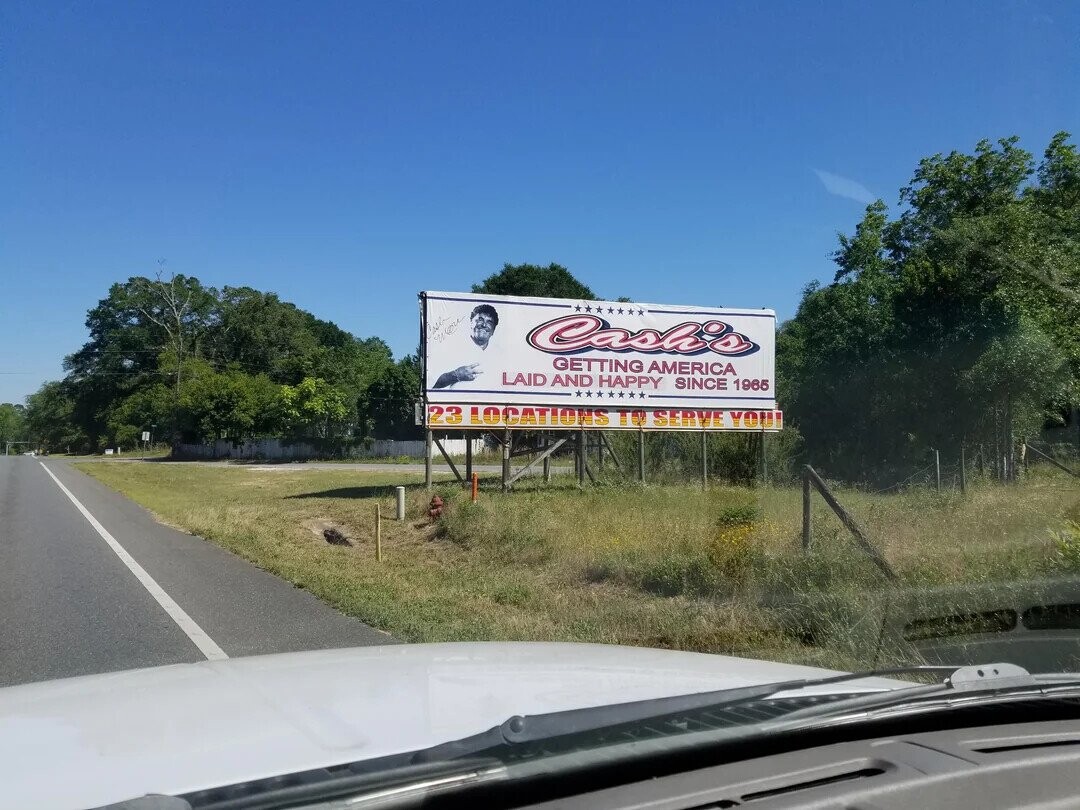 Cash's
GETTING AMERICA
LAID AND HAPPY SINCE 1965
23 LOCATIONS TO SERVE YOU!